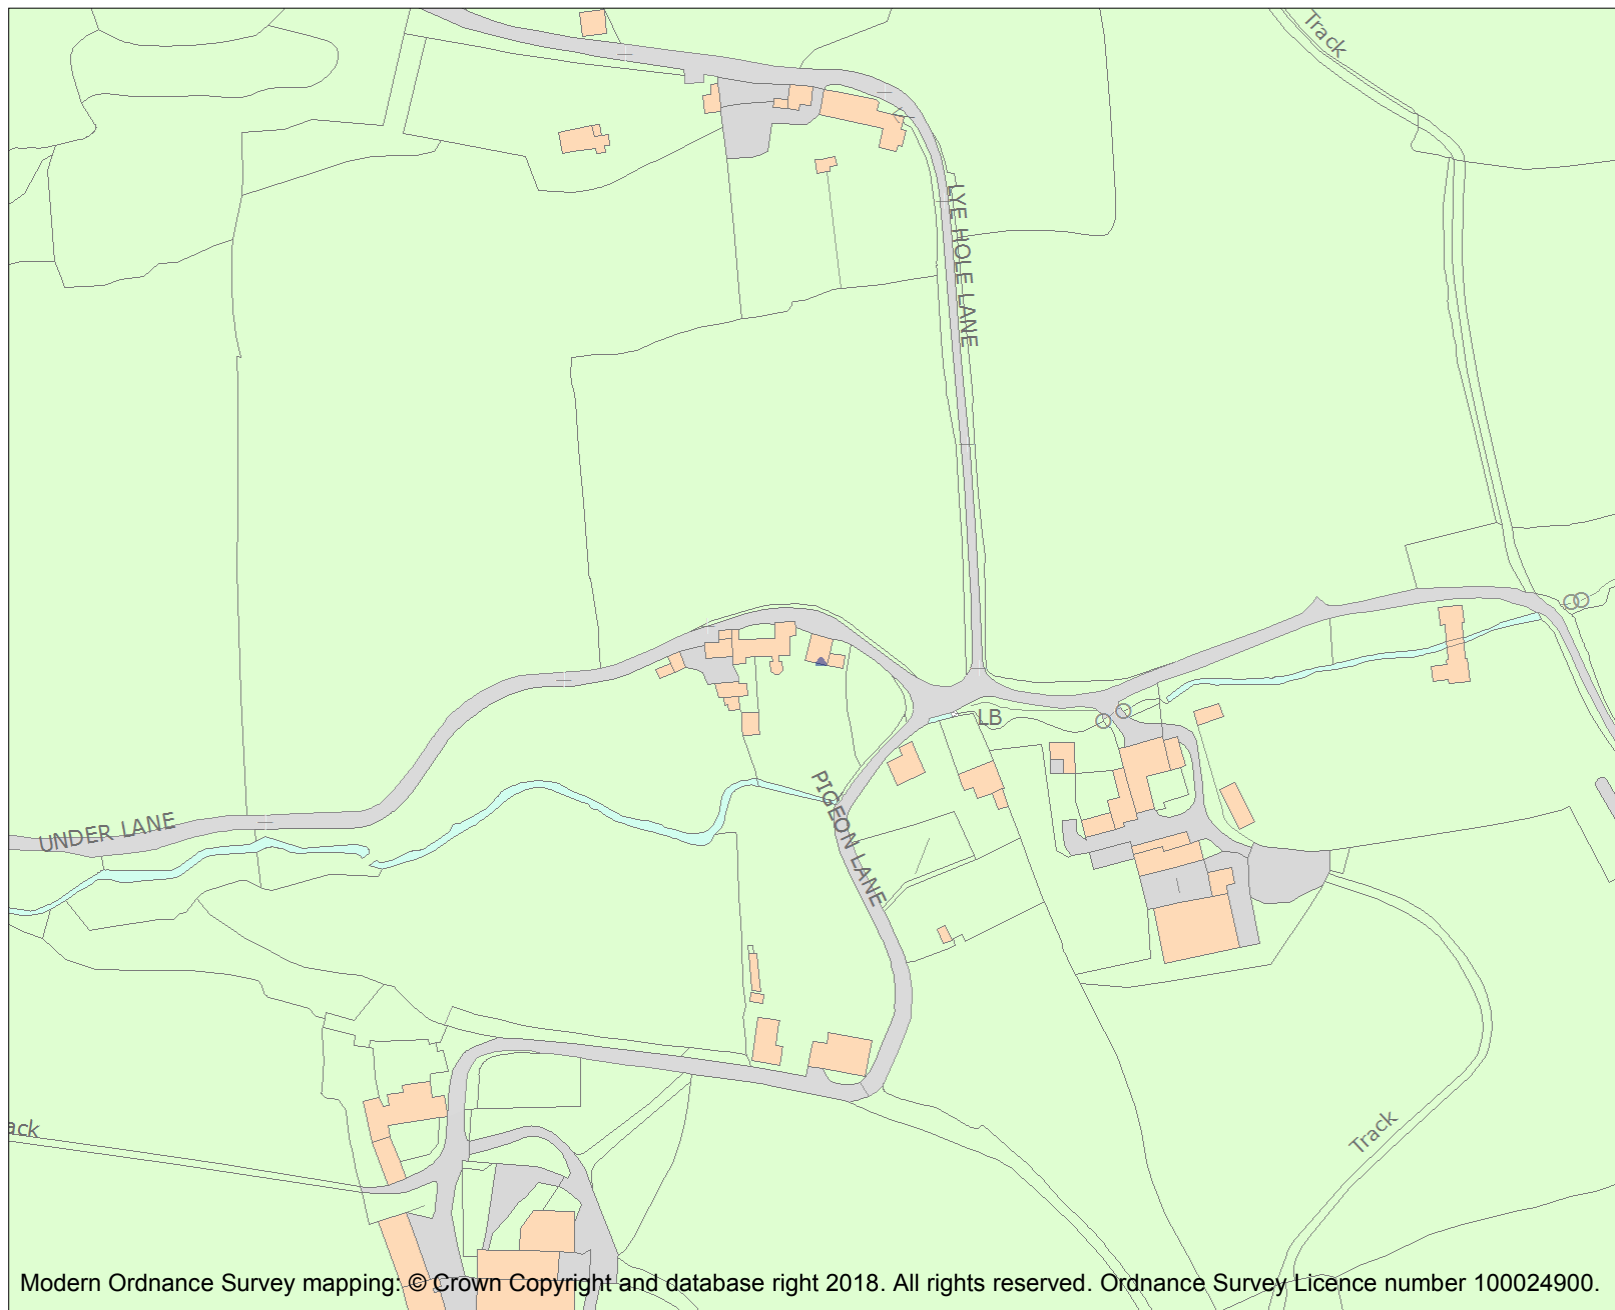 Track
LYE HOLE LANE
LB
UNDER LANE
PIGEON LANE
ack
Track
Modern Ordnance Survey mapping: © Crown Copyright and database right 2018. All rights reserved. Ordnance Survey Licence number 100024900.